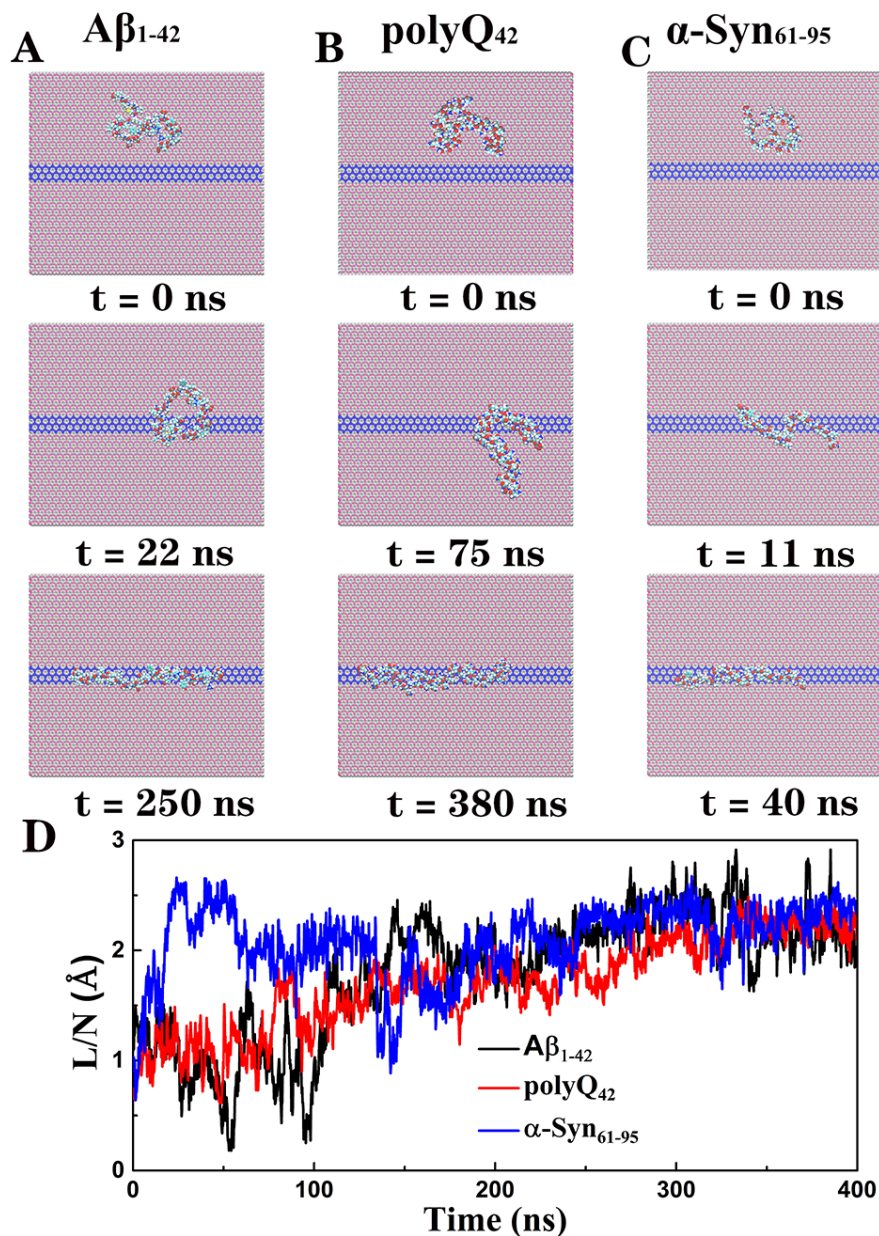 A Aβ1-42 B polyQ42 C α-Syn61-95
t = 0 ns t = 0 ns t = 0 ns
t = 22 ns t = 75 ns t = 11 ns
t = 250 ns t = 380 ns t = 40 ns
D
3
2
1
0
L/N (Å)
Aβ1-42
polyQ42
α-Syn61-95
0 100 200 300 400
Time (ns)